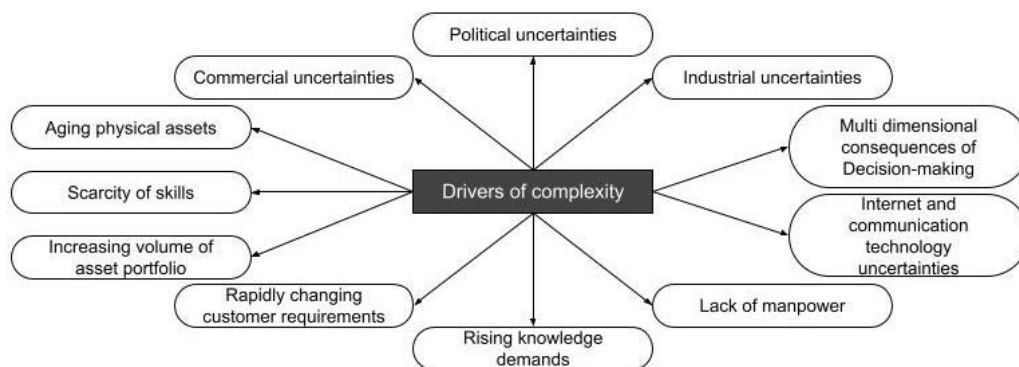 Political uncertainties
Commercial uncertainties
Industrial uncertainties
Aging physical assets
Multi dimensional
consequences of
Decision-making
Scarcity of skills
Drivers of complexity
Internet and
communication
technology
uncertainties
Increasing volume of
asset portfolio
Rapidly changing
customer requirements
Lack of manpower
Rising knowledge
demands